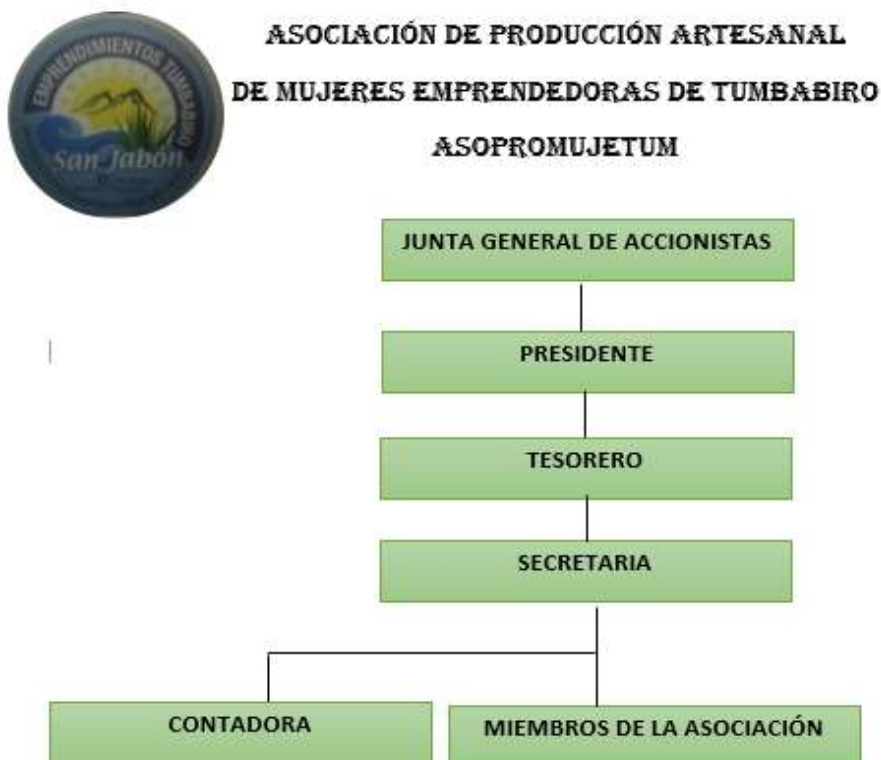 ASOCIACIÓN DE PRODUCCIÓN ARTESANAL
DE MUJERES EMPRENDEDORAS DE TUMBABIRO
ASOPROMUJETUM
EMPRENDIMIENTOS TUMBABIRO
San Jabón
JUNTA GENERAL DE ACCIONISTAS
PRESIDENTE
TESORERO
SECRETARIA
CONTADORA
MIEMBROS DE LA ASOCIACIÓN